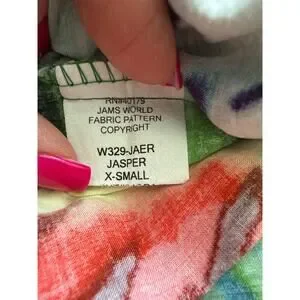 RN#40179
JAMS WORLD
FABRIC PATTERN
COPYRIGHT
W329-JAER
JASPER
X-SMALL